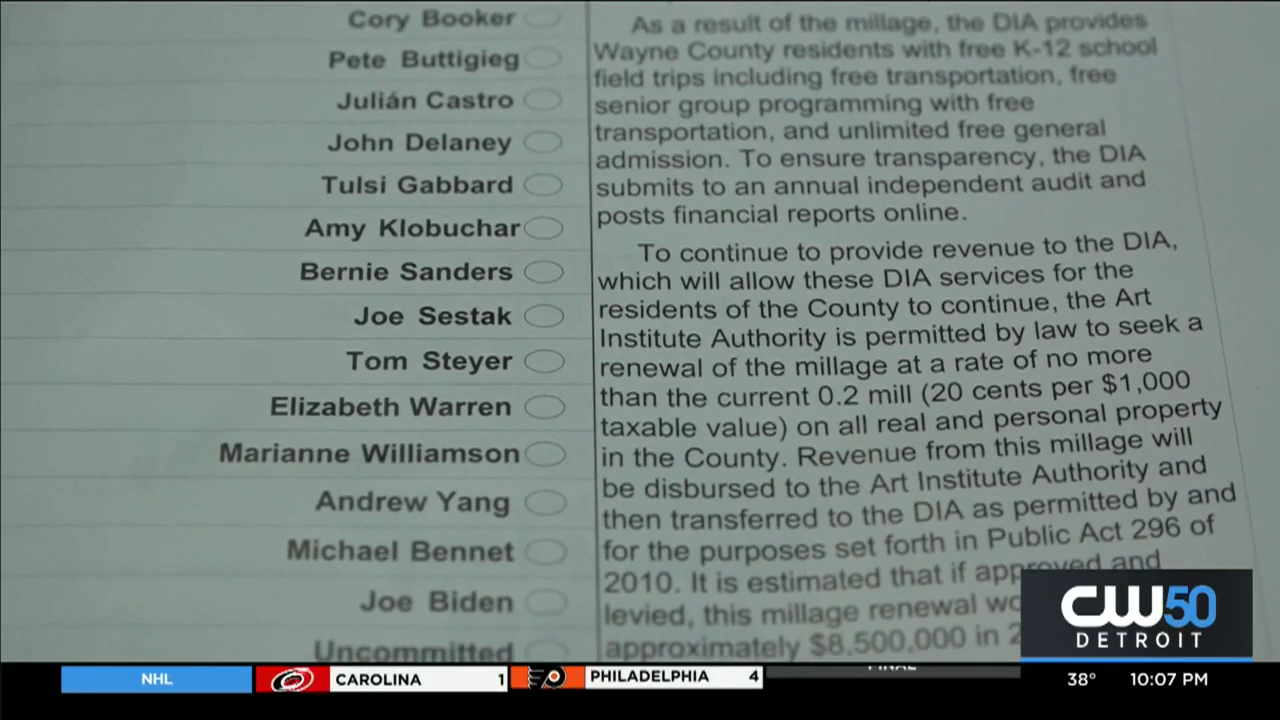 Cory Booker
Pete Buttigieg
Julián Castro
John Delaney
Tulsi Gabbard
Amy Klobuchar
Bernie Sanders
Joe Sestak
Tom Steyer
Elizabeth Warren
Marianne Williamson
Andrew Yang
Michael Bennet
Joe Biden
Uncommitted
As a result of the millage, the DIA provides
Wayne County residents with free K-12 school
field trips including free transportation, free
senior group programming with free
transportation, and unlimited free general
admission. To ensure transparency, the DIA
submits to an annual independent audit and
posts financial reports online.
To continue to provide revenue to the DIA,
which will allow these DIA services for the
residents of the County to continue, the Art
Institute Authority is permitted by law to seek a
renewal of the millage at a rate of no more
than the current 0.2 mill (20 cents per $1,000
taxable value) on all real and personal property
in the County. Revenue from this millage will
be disbursed to the Art Institute Authority and
then transferred to the DIA as permitted by and
for the purposes set forth in Public Act 296 of
2010. It is estimated that if approved and
levied, this millage renewal
approximately $8,500,000 in
CW50
DETROIT
NHL
CAROLINA 1
PHILADELPHIA 4
FINAL
38° 10:07 PM